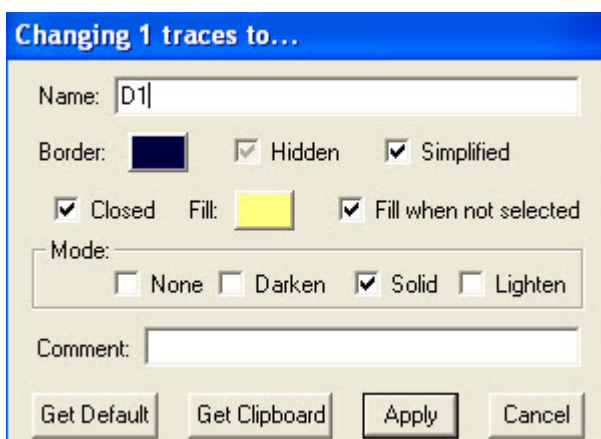 Changing 1 traces to...
Name: D1
Border: Hidden Simplified
Closed Fill: Fill when not selected
Mode:
None Darken Solid Lighten
Comment:
Get Default Get Clipboard Apply Cancel